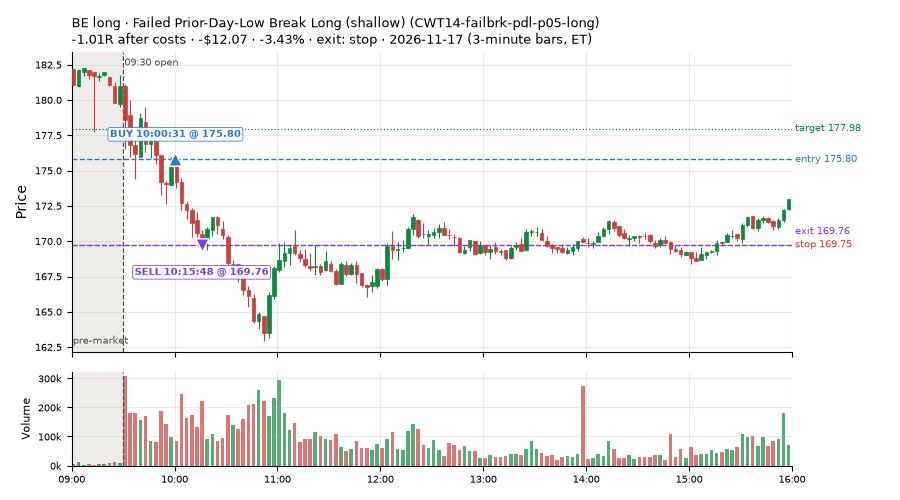 BE long · Failed Prior-Day-Low Break Long (shallow) (CWT14-failbrk-pdl-p05-long)
-1.01R after costs · -$12.07 · -3.43% · exit: stop · 2026-11-17 (3-minute bars, ET)
09:30 open
182.5
180.0
177.5
175.0
172.5
170.0
167.5
165.0
162.5
Price
BUY 10:00:31 @ 175.80
SELL 10:15:48 @ 169.76
target 177.98
entry 175.80
exit 169.76
stop 169.75
pre-market
300k
200k
100k
0k
Volume
09:00
10:00
11:00
12:00
13:00
14:00
15:00
16:00